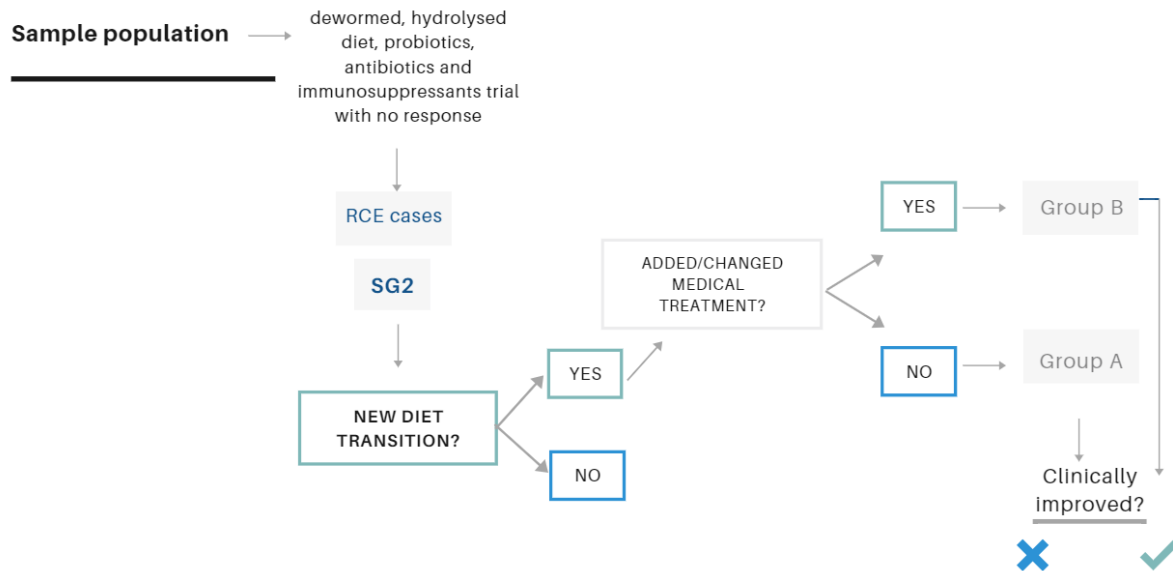 Sample population
dewormed, hydrolysed
diet, probiotics,
antibiotics and
immunosuppressants trial
with no response
RCE cases
SG2
NEW DIET
TRANSITION?
YES
NO
ADDED/CHANGED
MEDICAL
TREATMENT?
YES
Group B
NO
Group A
Clinically
improved?